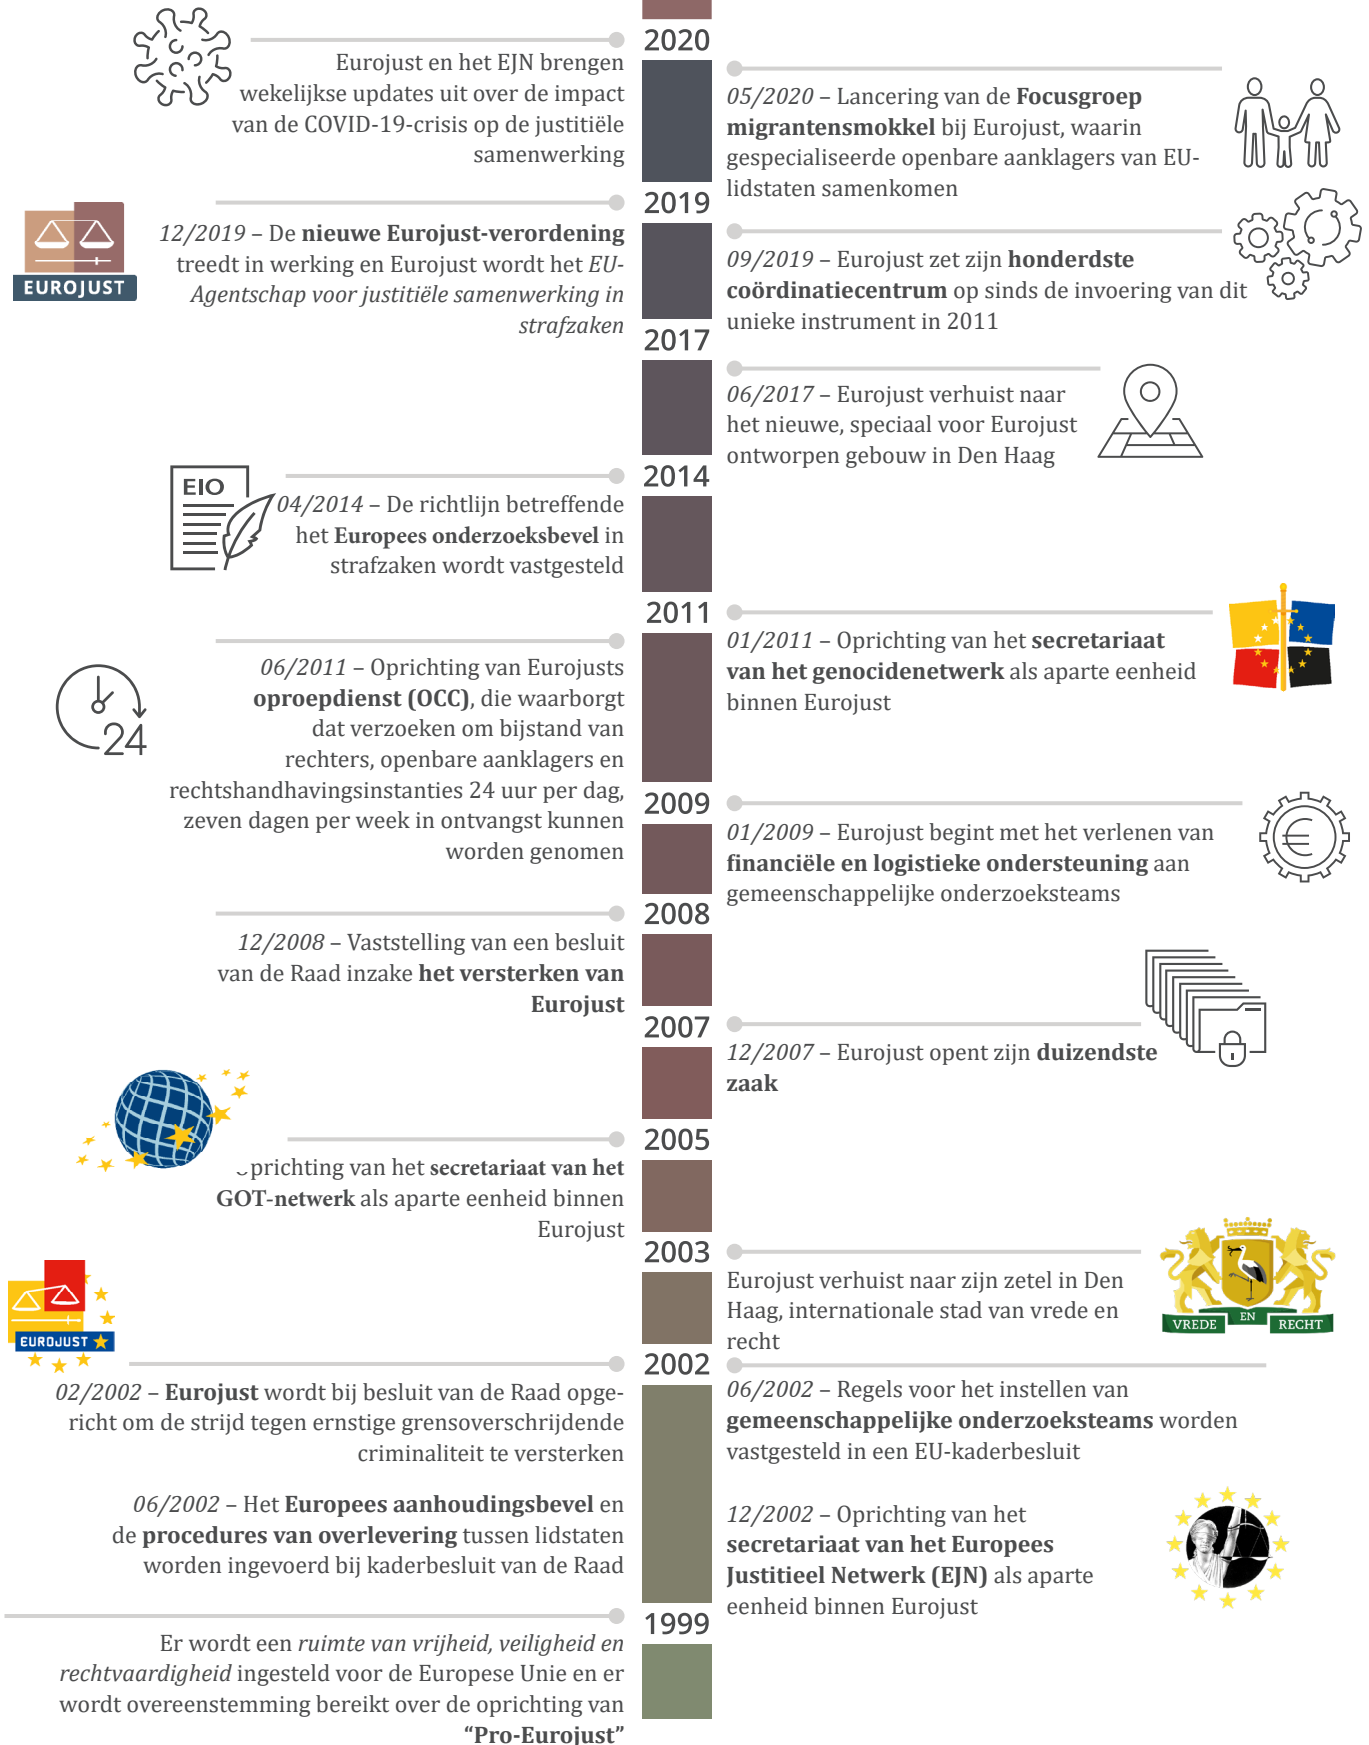 2020
Eurojust en het EJN brengen
wekelijkse updates uit over de impact
van de COVID-19-crisis op de justitiële
samenwerking
05/2020 – Lancering van de Focusgroep
migrantensmokkel bij Eurojust, waarin
gespecialiseerde openbare aanklagers van EU-
lidstaten samenkomen
2019
EUROJUST
12/2019 – De nieuwe Eurojust-verordening
treedt in werking en Eurojust wordt het EU-
Agentschap voor justitiële samenwerking in
strafzaken
09/2019 – Eurojust zet zijn honderdste
coördinatiecentrum op sinds de invoering van dit
unieke instrument in 2011
2017
06/2017 – Eurojust verhuist naar
het nieuwe, speciaal voor Eurojust
ontworpen gebouw in Den Haag
2014
EIO
04/2014 – De richtlijn betreffende
het Europees onderzoeksbevel in
strafzaken wordt vastgesteld
2011
01/2011 – Oprichting van het secretariaat
van het genocidenetwerk als aparte eenheid
binnen Eurojust
24
06/2011 – Oprichting van Eurojusts
oproepdienst (OCC), die waarborgt
dat verzoeken om bijstand van
rechters, openbare aanklagers en
rechtshandhavingsinstanties 24 uur per dag,
zeven dagen per week in ontvangst kunnen
worden genomen
2009
01/2009 – Eurojust begint met het verlenen van
financiële en logistieke ondersteuning aan
gemeenschappelijke onderzoeksteams
2008
12/2008 – Vaststelling van een besluit
van de Raad inzake het versterken van
Eurojust
2007
12/2007 – Eurojust opent zijn duizendste
zaak
2005
prichting van het secretariaat van het
GOT-netwerk als aparte eenheid binnen
Eurojust
2003
Eurojust verhuist naar zijn zetel in Den
Haag, internationale stad van vrede en
recht
VREDE EN RECHT
2002
EUROJUST
02/2002 – Eurojust wordt bij besluit van de Raad opge-
richt om de strijd tegen ernstige grensoverschrijdende
criminaliteit te versterken
06/2002 – Het Europees aanhoudingsbevel en
de procedures van overlevering tussen lidstaten
worden ingevoerd bij kaderbesluit van de Raad
06/2002 – Regels voor het instellen van
gemeenschappelijke onderzoeksteams worden
vastgesteld in een EU-kaderbesluit
12/2002 – Oprichting van het
secretariaat van het Europees
Justitieel Netwerk (EJN) als aparte
eenheid binnen Eurojust
1999
Er wordt een ruimte van vrijheid, veiligheid en
rechtvaardigheid ingesteld voor de Europese Unie en er
wordt overeenstemming bereikt over de oprichting van
“Pro-Eurojust”